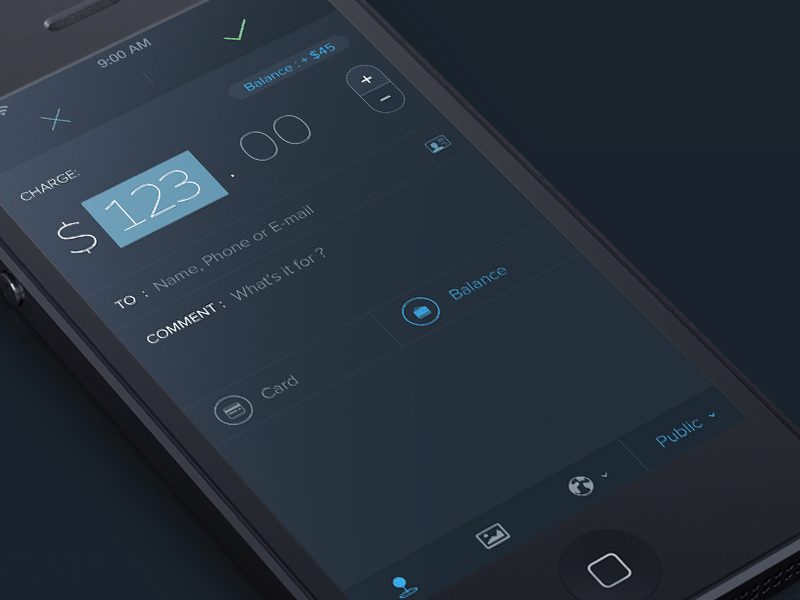 9:00 AM
Balance : + $45
CHARGE:
$ 123 . 00
TO : Name, Phone or E-mail
COMMENT : What's it for ?
Card
Balance
Public